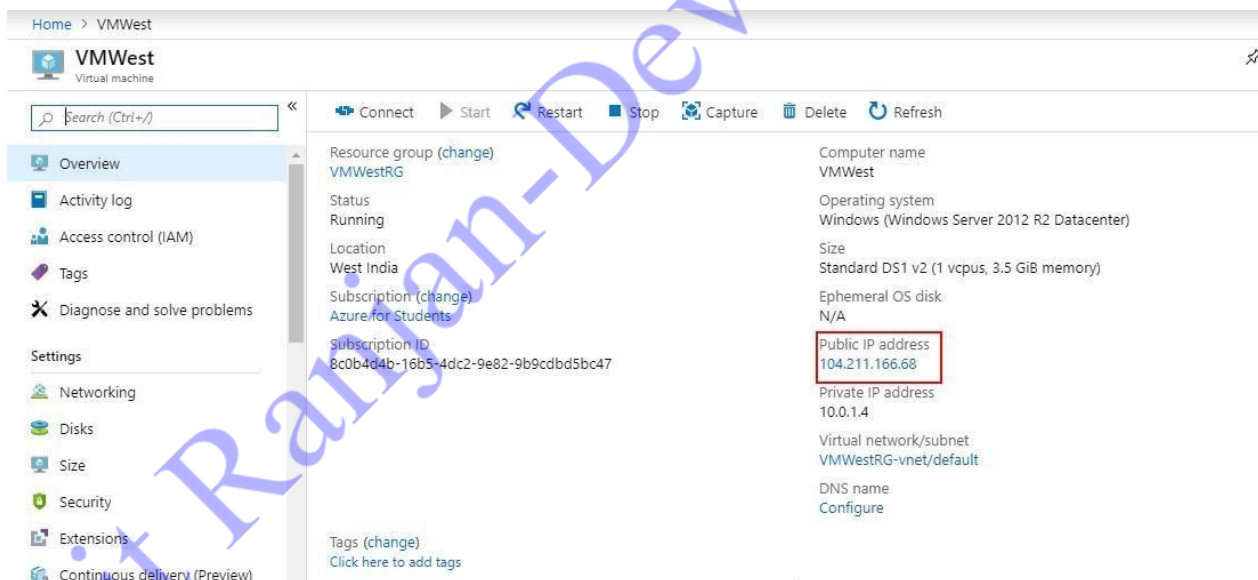 Home > VMWest
VMWest
Virtual machine
Search (Ctrl+/)
«
Connect Start Restart Stop Capture Delete Refresh
Overview
Activity log
Access control (IAM)
Tags
Diagnose and solve problems
Settings
Networking
Disks
Size
Security
Extensions
Continuous delivery (Preview)
Resource group (change)
VMWestRG
Status
Running
Location
West India
Subscription (change)
Azure for Students
Subscription ID
8c0b4d4b-16b5-4dc2-9e82-9b9cdbd5bc47
Computer name
VMWest
Operating system
Windows (Windows Server 2012 R2 Datacenter)
Size
Standard DS1 v2 (1 vcpus, 3.5 GiB memory)
Ephemeral OS disk
N/A
Public IP address
104.211.166.68
Private IP address
10.0.1.4
Virtual network/subnet
VMWestRG-vnet/default
DNS name
Configure
Tags (change)
Click here to add tags
it Ranjan-Dev